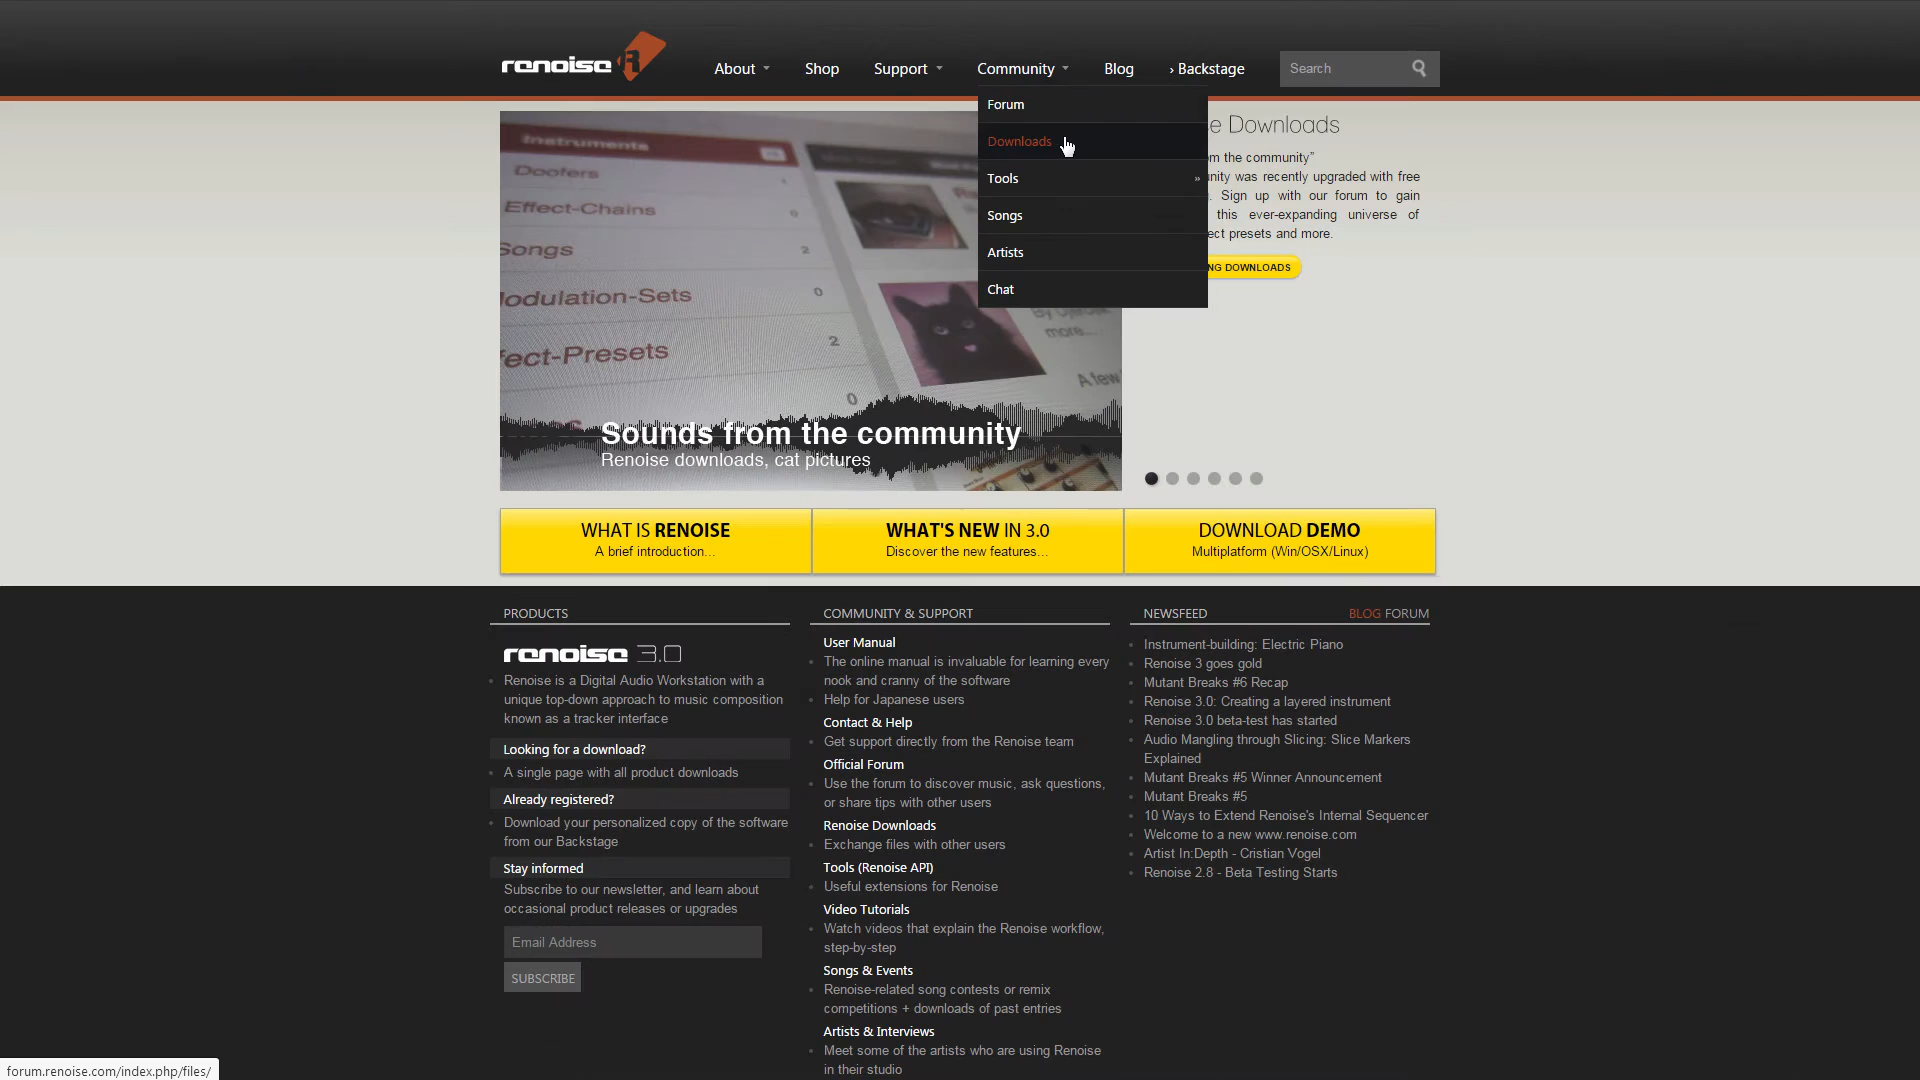 renoise
About
Shop
Support
Community
Blog
› Backstage
Search
Forum
Downloads
Tools »
Songs
Artists
Chat
e Downloads
om the community”
nity was recently upgraded with free
. Sign up with our forum to gain
this ever-expanding universe of
ect presets and more.
NG DOWNLOADS
Instruments
Doofers
Effect-Chains
Songs
Modulation-Sets
fect-Presets
more...
A few
Sounds from the community
Renoise downloads, cat pictures
WHAT IS RENOISE
A brief introduction...
WHAT'S NEW IN 3.0
Discover the new features...
DOWNLOAD DEMO
Multiplatform (Win/OSX/Linux)
PRODUCTS
renoise 3.0
Renoise is a Digital Audio Workstation with a
unique top-down approach to music composition
known as a tracker interface
Looking for a download?
A single page with all product downloads
Already registered?
Download your personalized copy of the software
from our Backstage
Stay informed
Subscribe to our newsletter, and learn about
occasional product releases or upgrades
Email Address
SUBSCRIBE
COMMUNITY & SUPPORT
User Manual
The online manual is invaluable for learning every
nook and cranny of the software
Help for Japanese users
Contact & Help
Get support directly from the Renoise team
Official Forum
Use the forum to discover music, ask questions,
or share tips with other users
Renoise Downloads
Exchange files with other users
Tools (Renoise API)
Useful extensions for Renoise
Video Tutorials
Watch videos that explain the Renoise workflow,
step-by-step
Songs & Events
Renoise-related song contests or remix
competitions + downloads of past entries
Artists & Interviews
Meet some of the artists who are using Renoise
in their studio
NEWSFEED
BLOG FORUM
Instrument-building: Electric Piano
Renoise 3 goes gold
Mutant Breaks #6 Recap
Renoise 3.0: Creating a layered instrument
Renoise 3.0 beta-test has started
Audio Mangling through Slicing: Slice Markers
Explained
Mutant Breaks #5 Winner Announcement
Mutant Breaks #5
10 Ways to Extend Renoise's Internal Sequencer
Welcome to a new www.renoise.com
Artist In:Depth - Cristian Vogel
Renoise 2.8 - Beta Testing Starts
forum.renoise.com/index.php/files/